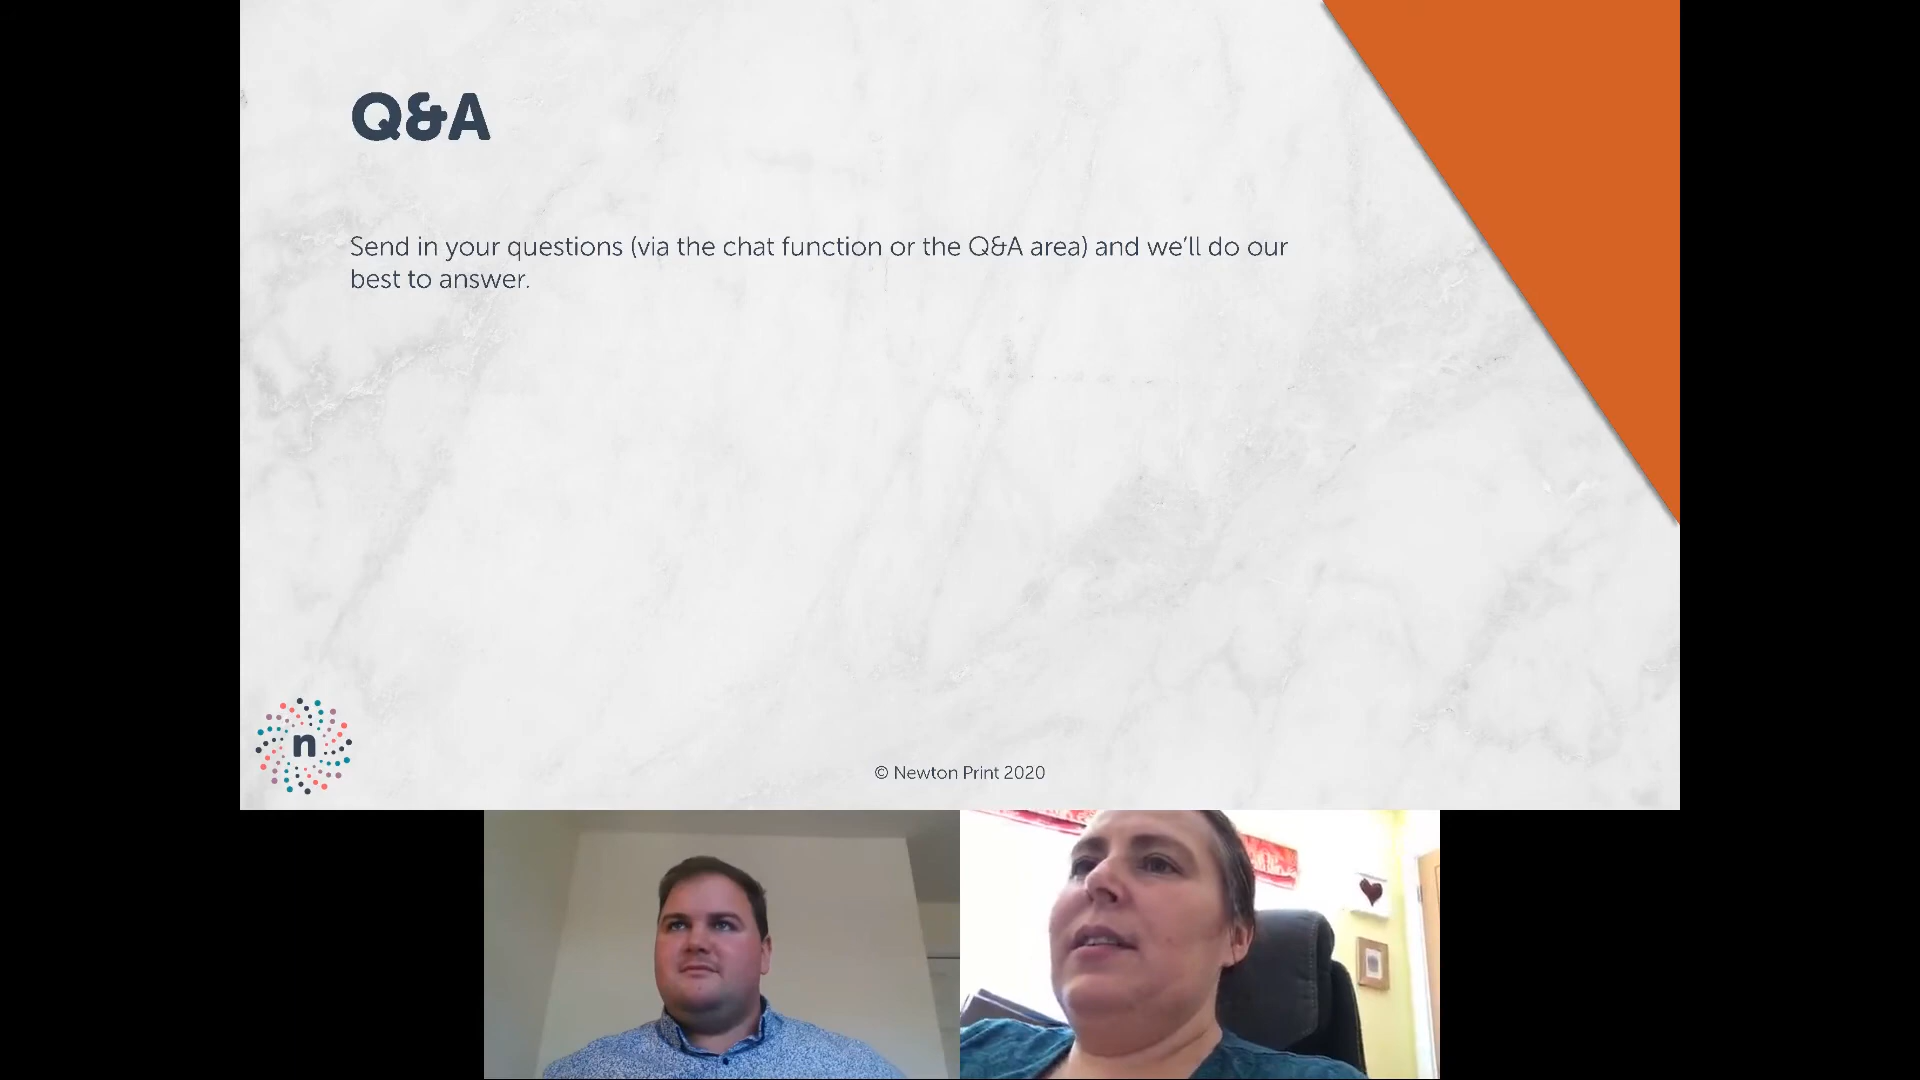 Q&A
Send in your questions (via the chat function or the Q&A area) and we'll do our
best to answer.
n
© Newton Print 2020